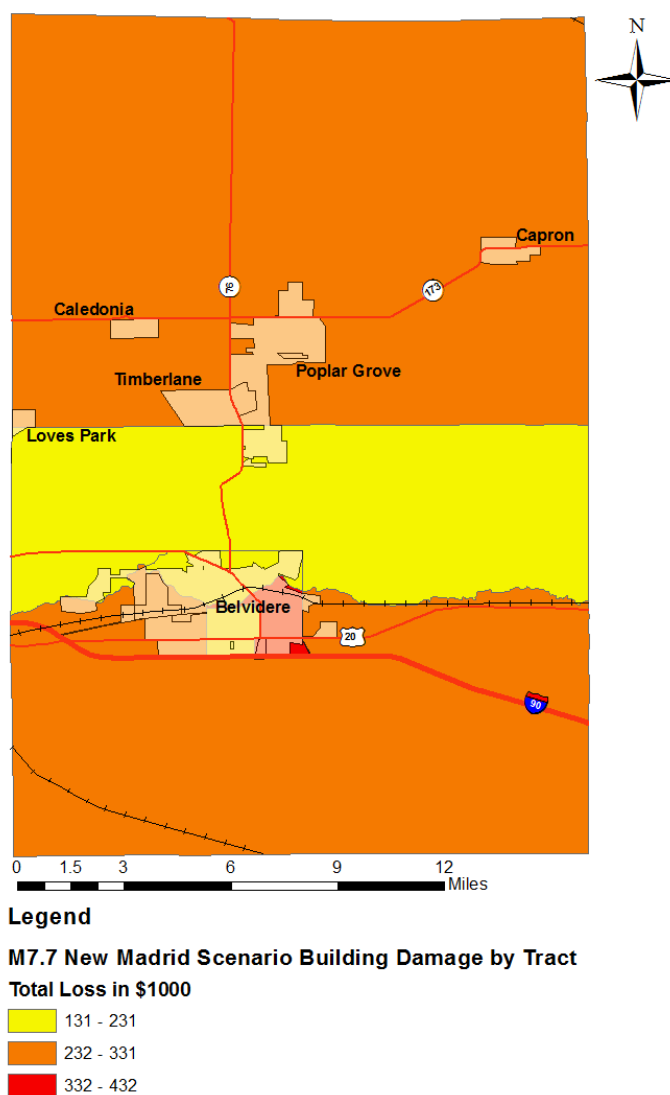 N
Capron
76
173
Caledonia
Timberlane
Poplar Grove
Loves Park
Belvidere
20
90
0 1.5 3 6 9 12
Miles
Legend
M7.7 New Madrid Scenario Building Damage by Tract
Total Loss in $1000
131 - 231
232 - 331
332 - 432